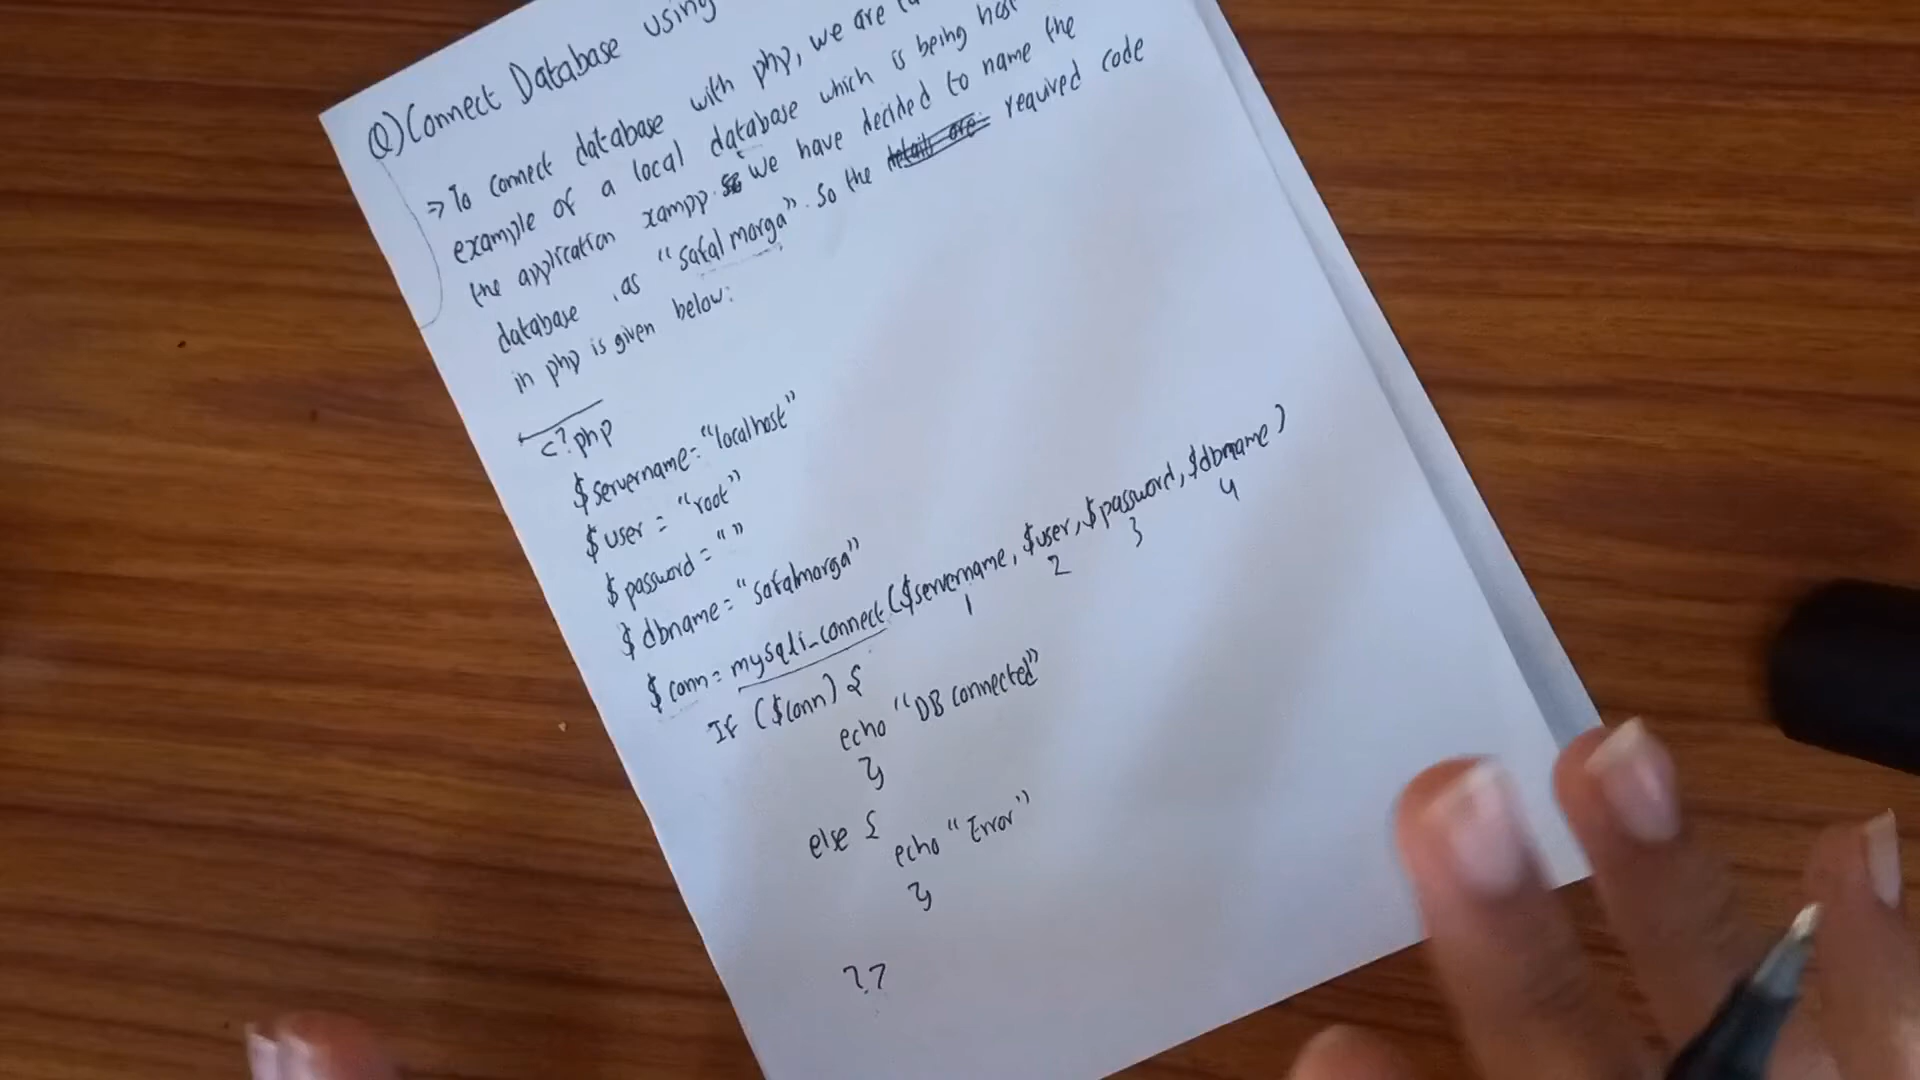 Q) Connect Database using
=> To connect database with php, we are
example of a local database which is being
the application xampp. We have decided to name the
database as "safal marga". So the required code
in php is given below:
<?php
$servername= "localhost"
$user = "root"
$password = " "
$dbname= "safalmarga"
$conn= mysqli_connect($servername, $user, $password, $dbname)
1 2 3 4
If ($conn) {
echo "DB connected"
}
else {
echo "Error"
}
?>